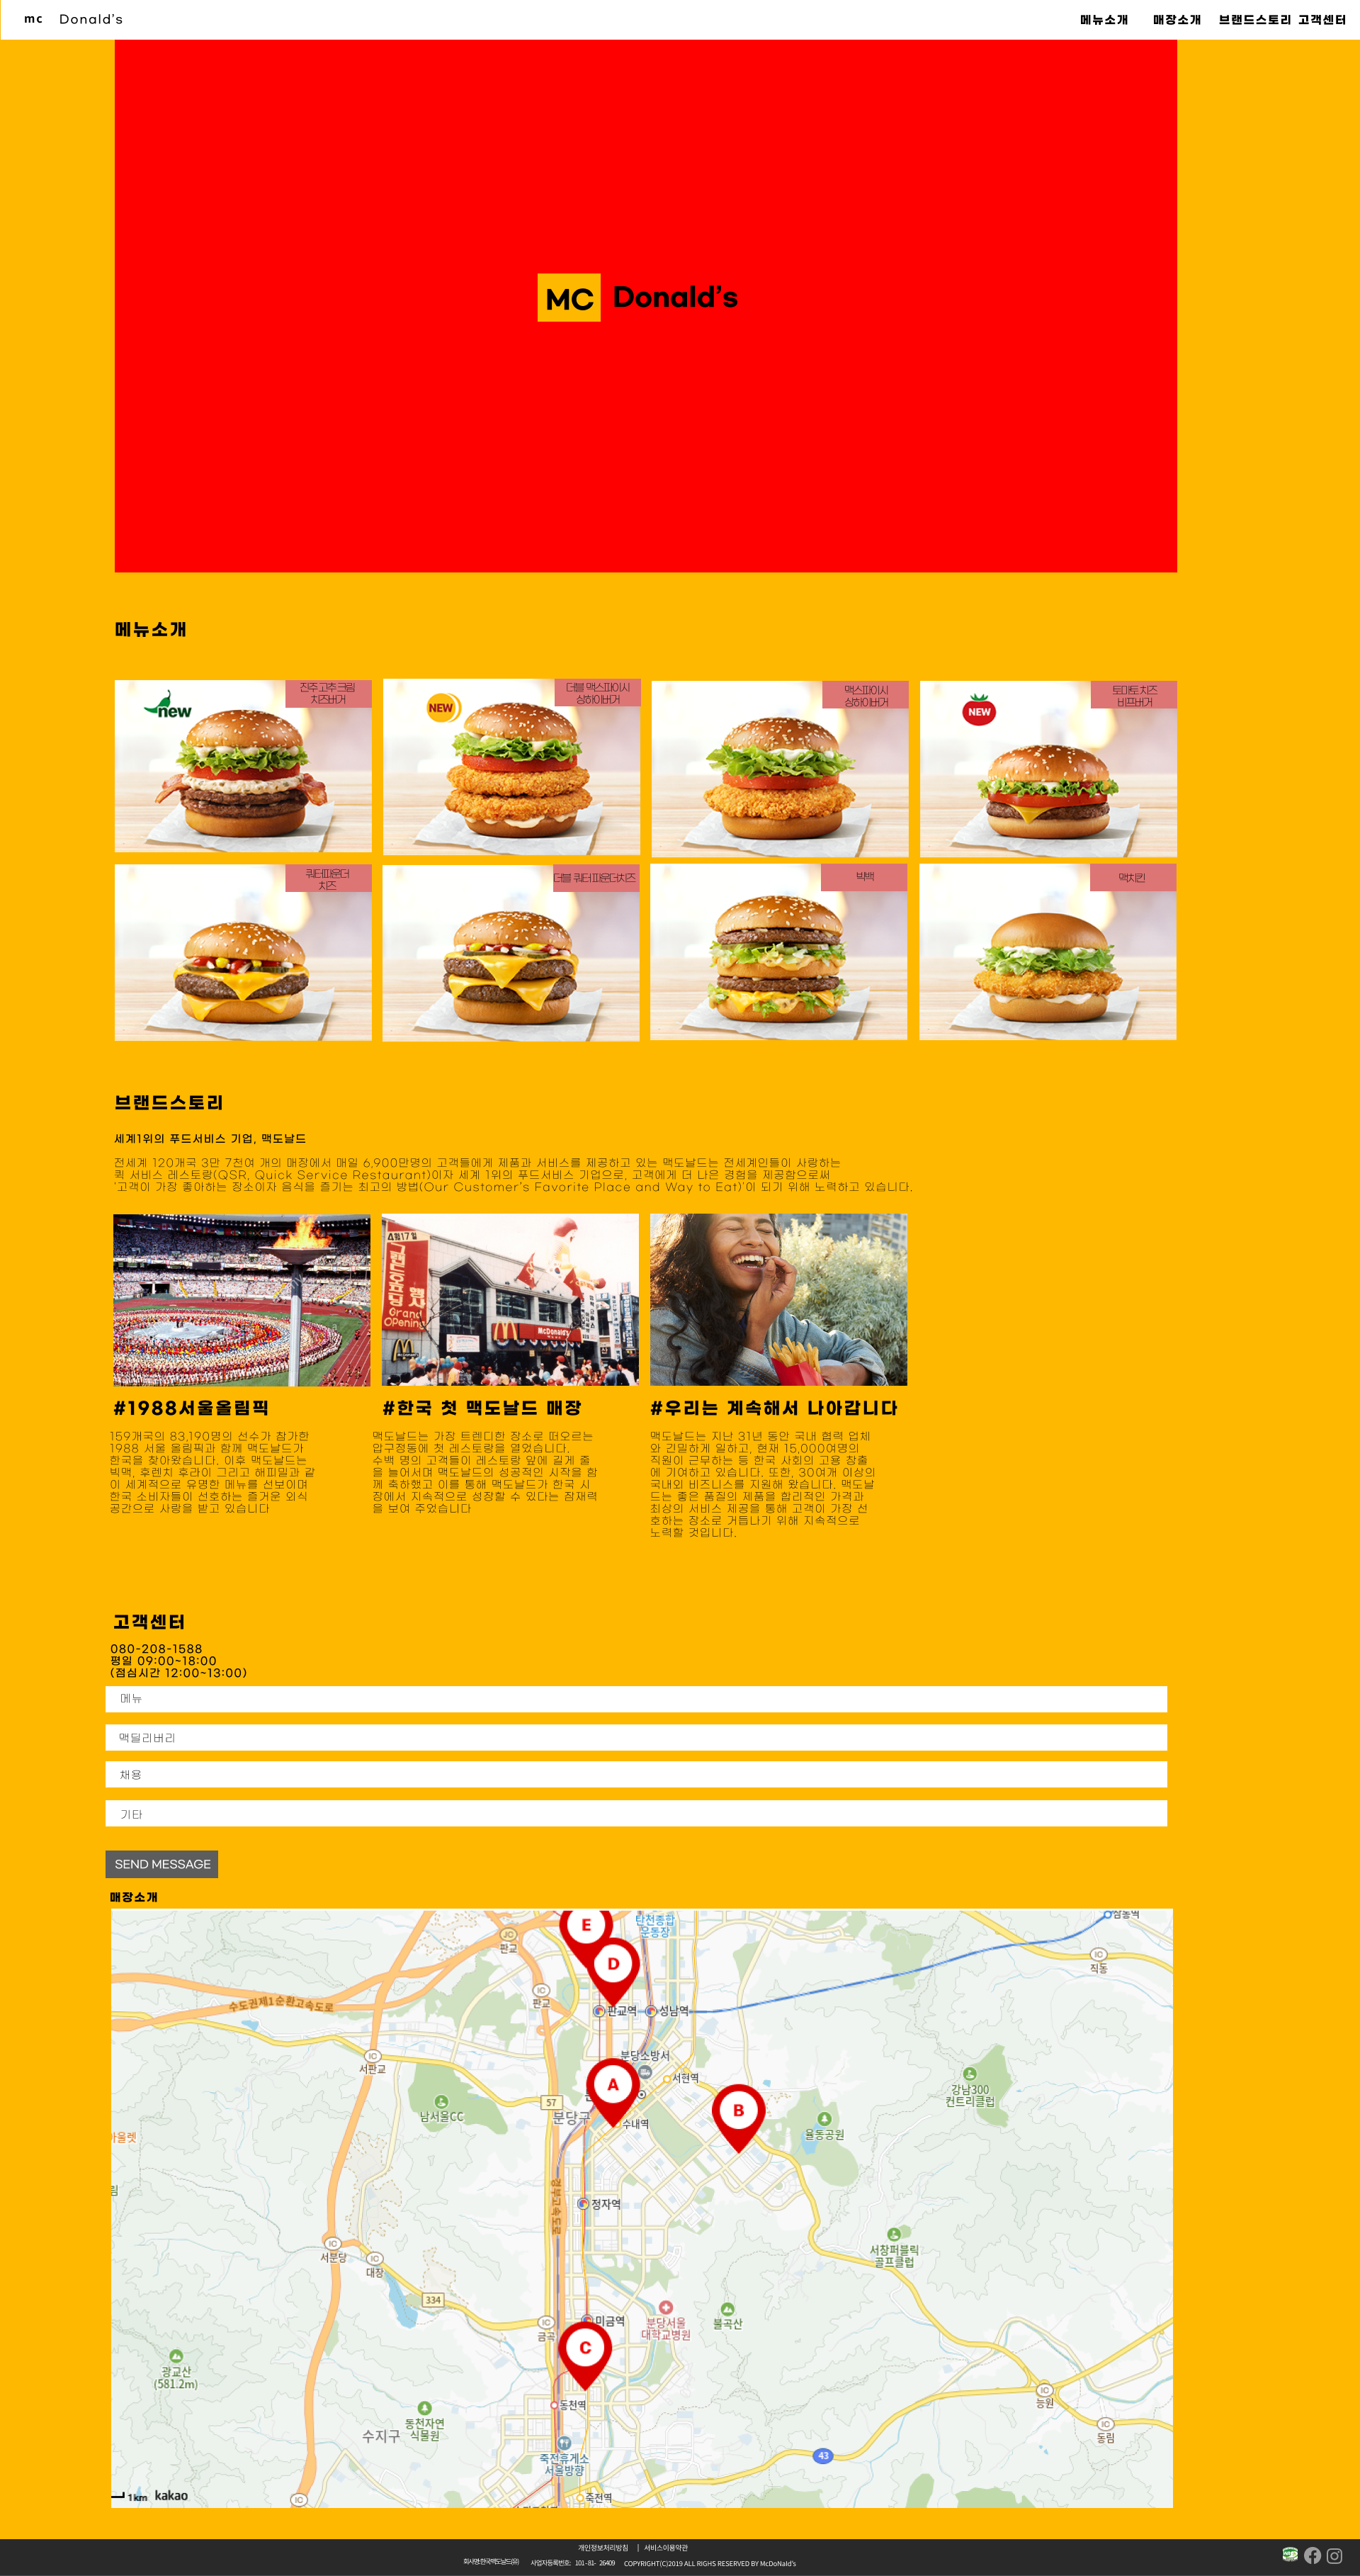 mc Donald's
메뉴소개 매장소개 브랜드스토리 고객센터
MC Donald's
메뉴소개
new
진주 고추 크림
치즈버거
NEW
더블 맥스파이시
상하이버거
맥스파이시
상하이버거
NEW
토마토 치즈
비프버거
쿼터파운더
치즈
더블 쿼터파운더치즈
빅백
맥치킨
브랜드스토리
세계1위의 푸드서비스 기업, 맥도날드
전세계 120개국 3만 7천여 개의 매장에서 매일 6,900만명의 고객들에게 제품과 서비스를 제공하고 있는 맥도날드는 전세계인들이 사랑하는
퀵 서비스 레스토랑(QSR, Quick Service Restaurant)이자 세계 1위의 푸드서비스 기업으로, 고객에게 더 나은 경험을 제공함으로써
'고객이 가장 좋아하는 장소이자 음식을 즐기는 최고의 방법(Our Customer's Favorite Place and Way to Eat)'이 되기 위해 노력하고 있습니다.
4월17일
Grand
Opening
McDonald's
#1988서울올림픽
159개국의 83,190명의 선수가 참가한
1988 서울 올림픽과 함께 맥도날드가
한국을 찾아왔습니다. 이후 맥도날드는
빅맥, 후렌치 후라이 그리고 해피밀과 같
이 세계적으로 유명한 메뉴를 선보이며
한국 소비자들이 선호하는 즐거운 외식
공간으로 사랑을 받고 있습니다
#한국 첫 맥도날드 매장
맥도날드는 가장 트렌디한 장소로 떠오르는
압구정동에 첫 레스토랑을 열었습니다.
수백 명의 고객들이 레스토랑 앞에 길게 줄
을 늘어서며 맥도날드의 성공적인 시작을 함
께 축하했고 이를 통해 맥도날드가 한국 시
장에서 지속적으로 성장할 수 있다는 잠재력
을 보여 주었습니다
#우리는 계속해서 나아갑니다
맥도날드는 지난 31년 동안 국내 협력 업체
와 긴밀하게 일하고, 현재 15,000여명의
직원이 근무하는 등 한국 사회의 고용 창출
에 기여하고 있습니다. 또한, 30여개 이상의
국내외 비즈니스를 지원해 왔습니다. 맥도날
드는 좋은 품질의 제품을 합리적인 가격과
최상의 서비스 제공을 통해 고객이 가장 선
호하는 장소로 거듭나기 위해 지속적으로
노력할 것입니다.
고객센터
080-208-1588
평일 09:00~18:00
(점심시간 12:00~13:00)
메뉴
맥딜리버리
채용
기타
SEND MESSAGE
매장소개
E
탄천종합
운동장
JC
판교
D
IC
직동
수도권제1순환고속도로
IC
판교
판교역 성남역
분당소방서
IC
서판교
서현역
A
B
강남300
컨트리클럽
57
남서울CC
분당구
수내역
율동공원
아울렛
림
경부고속도로
정자역
IC
서분당
IC
대장
서창퍼블릭
골프클럽
334
IC
금곡
미금역
분당서울
대학교병원
불곡산
C
광교산
(581.2m)
동천역
IC
능원
동천자연
식물원
수지구
IC
동림
죽전휴게소
서울방향
43
1km kakao
IC
죽전역
개인정보처리방침 | 서비스이용약관
회사명:한국맥도날드(유) 사업자등록번호: 101-81-26409 COPYRIGHT(C)2019 ALL RIGHS RESERVED BY McDoNald's